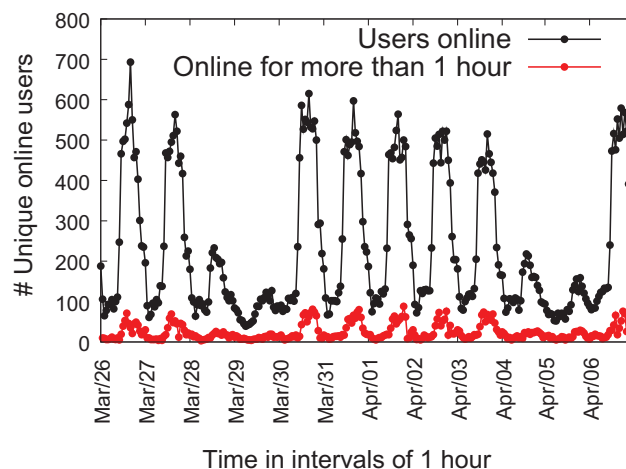 800
700
600
500
400
300
200
100
0
# Unique online users
Users online
Online for more than 1 hour
Mar/26
Mar/27
Mar/28
Mar/29
Mar/30
Mar/31
Apr/01
Apr/02
Apr/03
Apr/04
Apr/05
Apr/06
Time in intervals of 1 hour